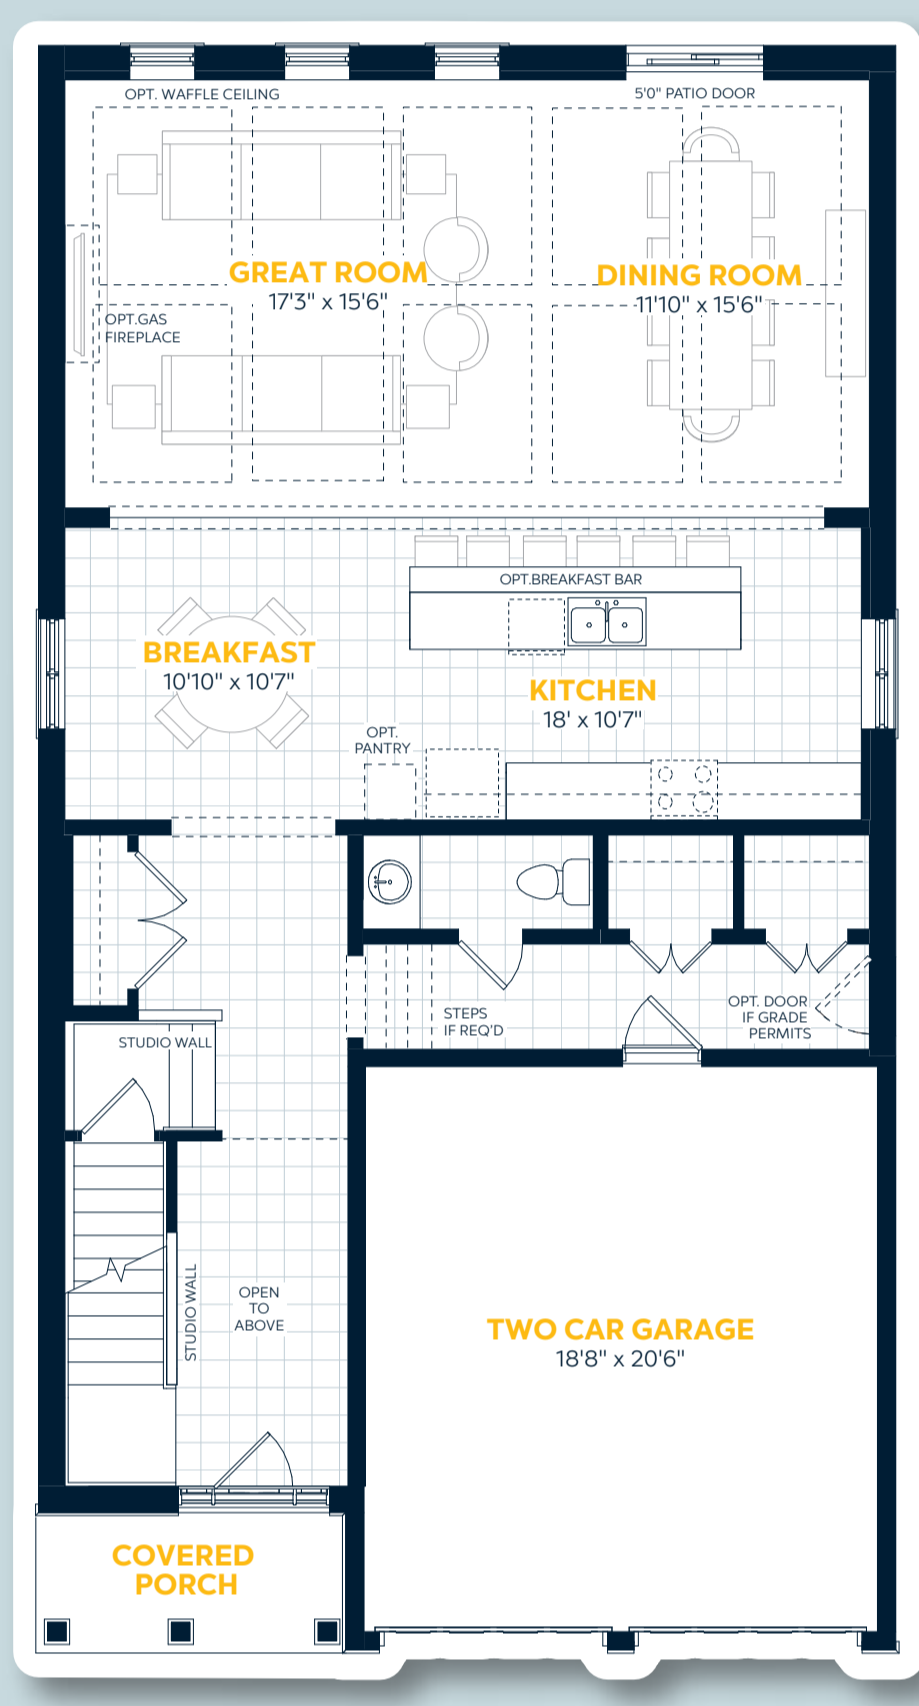 OPT. WAFFLE CEILING
5'0" PATIO DOOR
GREAT ROOM
17'3" x 15'6"
DINING ROOM
11'10" x 15'6"
OPT.GAS
FIREPLACE
OPT.BREAKFAST BAR
BREAKFAST
10'10" x 10'7"
KITCHEN
18' x 10'7"
OPT.
PANTRY
STEPS
IF REQ'D
OPT. DOOR
IF GRADE
PERMITS
STUDIO WALL
STUDIO WALL
OPEN
TO
ABOVE
TWO CAR GARAGE
18'8" x 20'6"
COVERED
PORCH